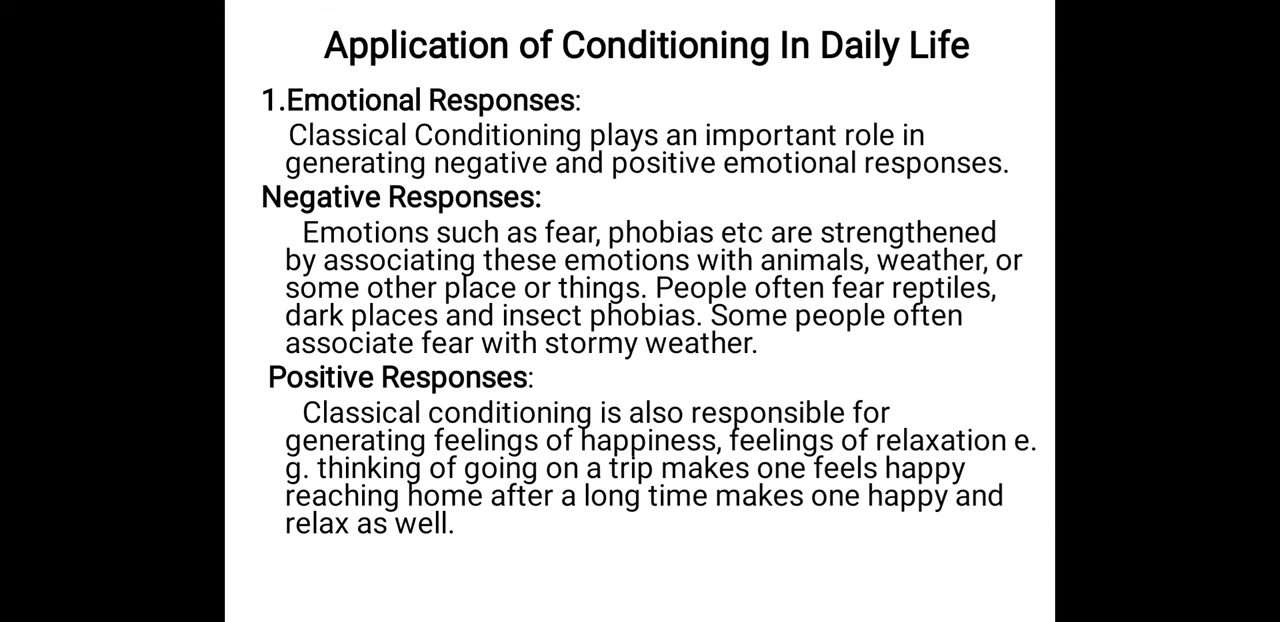 Application of Conditioning In Daily Life
1.Emotional Responses:
Classical Conditioning plays an important role in
generating negative and positive emotional responses.
Negative Responses:
Emotions such as fear, phobias etc are strengthened
by associating these emotions with animals, weather, or
some other place or things. People often fear reptiles,
dark places and insect phobias. Some people often
associate fear with stormy weather.
Positive Responses:
Classical conditioning is also responsible for
generating feelings of happiness, feelings of relaxation e.
g. thinking of going on a trip makes one feels happy
reaching home after a long time makes one happy and
relax as well.